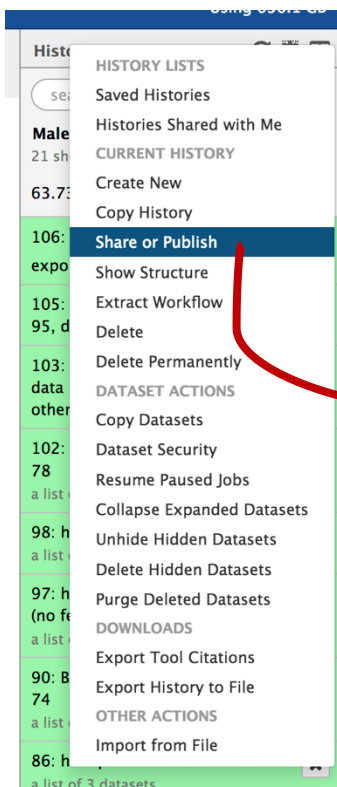 HISTORY LISTS
Saved Histories
Histories Shared with Me
CURRENT HISTORY
Create New
Copy History
Share or Publish
Show Structure
Extract Workflow
Delete
Delete Permanently
DATASET ACTIONS
Copy Datasets
Dataset Security
Resume Paused Jobs
Collapse Expanded Datasets
Unhide Hidden Datasets
Delete Hidden Datasets
Purge Deleted Datasets
DOWNLOADS
Export Tool Citations
Export History to File
OTHER ACTIONS
Import from File
Male
21 sh
63.73
106:
expo
105:
95, d
103:
data
other
102:
78
a list
98: h
97: h
(no fe
a list
90: B
74
a list
86: h
a list of 3 datasets